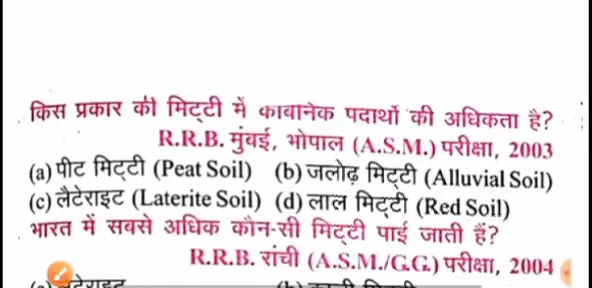 किस प्रकार की मिट्टी में कार्बानिक पदार्थो की अधिकता है?
R.R.B. मुंबई, भोपाल (A.S.M.) परीक्षा, 2003
(a) पीट मिट्टी (Peat Soil) (b) जलोढ़ मिट्टी (Alluvial Soil)
(c) लैटेराइट (Laterite Soil) (d) लाल मिट्टी (Red Soil)
भारत में सबसे अधिक कौन-सी मिट्टी पाई जाती है?
R.R.B. रांची (A.S.M./G.G.) परीक्षा, 2004